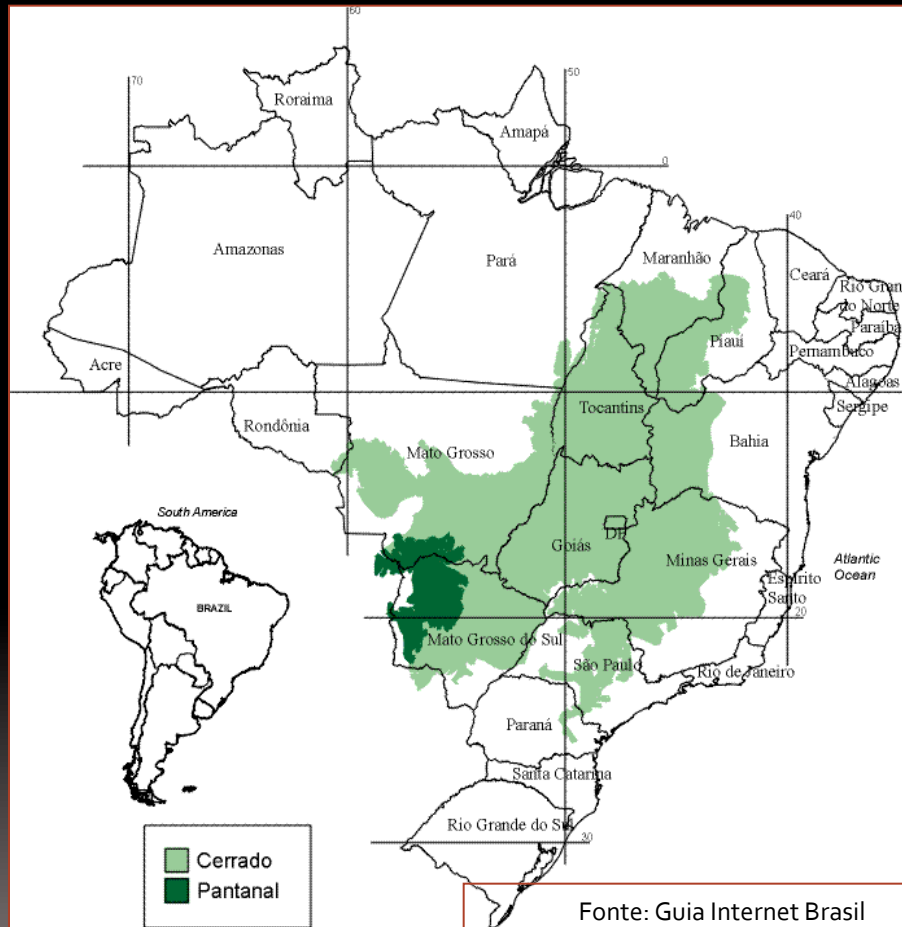 60
70
50
Roraima
Amapá
0
40
Amazonas
Pará
Maranhão
Ceará
Rio Gran
do Norte
Paraíba
Piauí
Pernambuco
Acre
Alagoas
Tocantins
Sergipe
Rondônia
Bahia
Mato Grosso
South America
Goiás
DF
Minas Gerais
Atlantic
Ocean
Espírito
Santo
BRAZIL
20
Mato Grosso do Sul
São Paulo
Rio de Janeiro
Paraná
Santa Catarina
Rio Grande do Sul
30
Cerrado
Pantanal
Fonte: Guia Internet Brasil